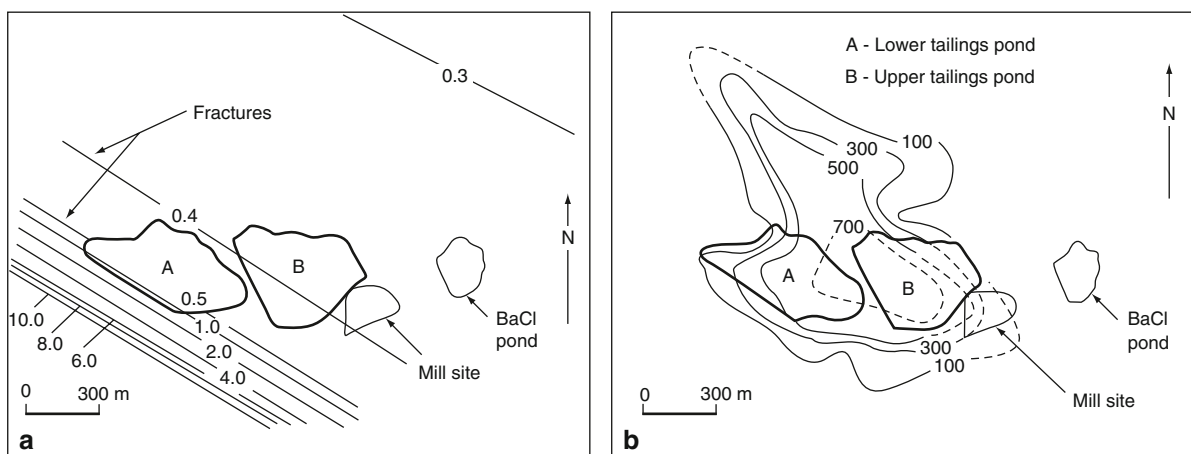 0.3
Fractures
0.4
N
A
B
0.5
1.0
2.0
4.0
10.0
8.0
6.0
BaCl
pond
Mill site
0 300 m
a
A - Lower tailings pond
B - Upper tailings pond
N
100
300
500
700
A
B
BaCl
pond
300
100
Mill site
0 300 m
b